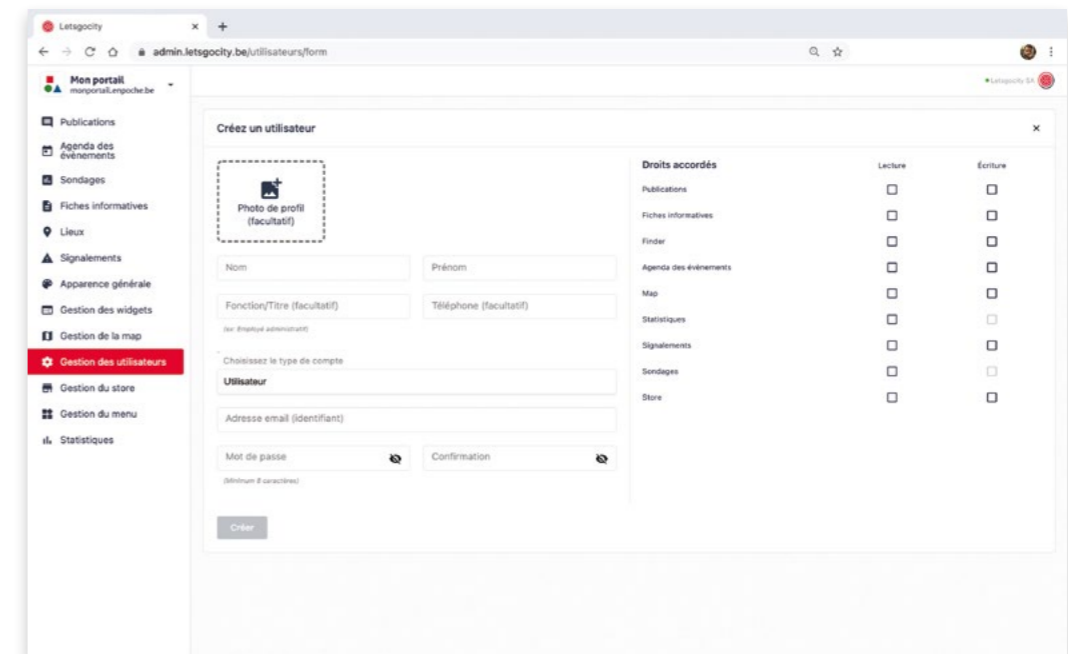 Letsgocity
admin.letsgocity.be/utilisateurs/form
Mon portail
monportail.enpoche.be
Letsgocity SA
Publications
Agenda des
évènements
Sondages
Fiches informatives
Lieux
Signalements
Apparence générale
Gestion des widgets
Gestion de la map
Gestion des utilisateurs
Gestion du store
Gestion du menu
Statistiques
Créez un utilisateur
Photo de profil
(facultatif)
Nom
Prénom
Fonction/Titre (facultatif)
Téléphone (facultatif)
(ex: Employé administratif)
Choisissez le type de compte
Utilisateur
Adresse email (identifiant)
Mot de passe
Confirmation
(Minimum 8 caractères)
Créer
Droits accordés Lecture Écriture
Publications
Fiches informatives
Finder
Agenda des évènements
Map
Statistiques
Signalements
Sondages
Store